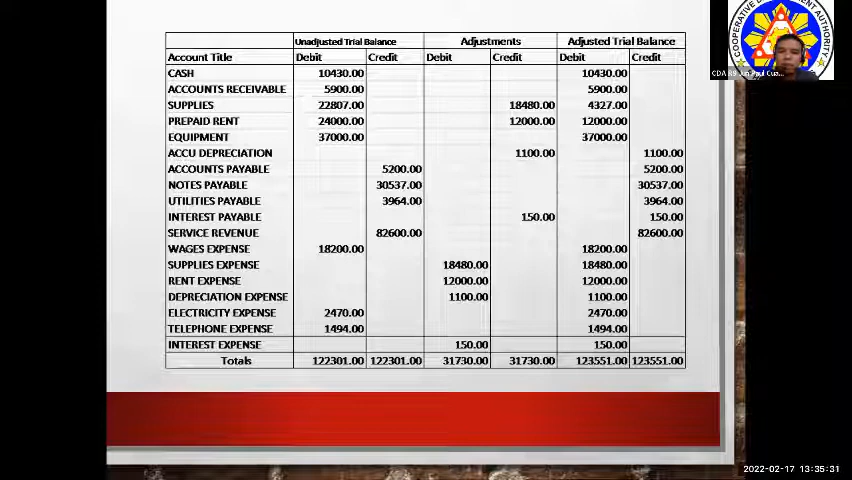 COOPERATIVE DEVELOPMENT AUTHORITY
Unadjusted Trial Balance Adjustments Adjusted Trial Balance
Account Title Debit Credit Debit Credit Debit Credit
CDA R9 Jun Paul Cua...
CASH 10430.00 10430.00
ACCOUNTS RECEIVABLE 5900.00 5900.00
SUPPLIES 22807.00 18480.00 4327.00
PREPAID RENT 24000.00 12000.00 12000.00
EQUIPMENT 37000.00 37000.00
ACCU DEPRECIATION 1100.00 1100.00
ACCOUNTS PAYABLE 5200.00 5200.00
NOTES PAYABLE 30537.00 30537.00
UTILITIES PAYABLE 3964.00 3964.00
INTEREST PAYABLE 150.00 150.00
SERVICE REVENUE 82600.00 82600.00
WAGES EXPENSE 18200.00 18200.00
SUPPLIES EXPENSE 18480.00 18480.00
RENT EXPENSE 12000.00 12000.00
DEPRECIATION EXPENSE 1100.00 1100.00
ELECTRICITY EXPENSE 2470.00 2470.00
TELEPHONE EXPENSE 1494.00 1494.00
INTEREST EXPENSE 150.00 150.00
Totals 122301.00 122301.00 31730.00 31730.00 123551.00 123551.00
2022-02-17 13:35:31